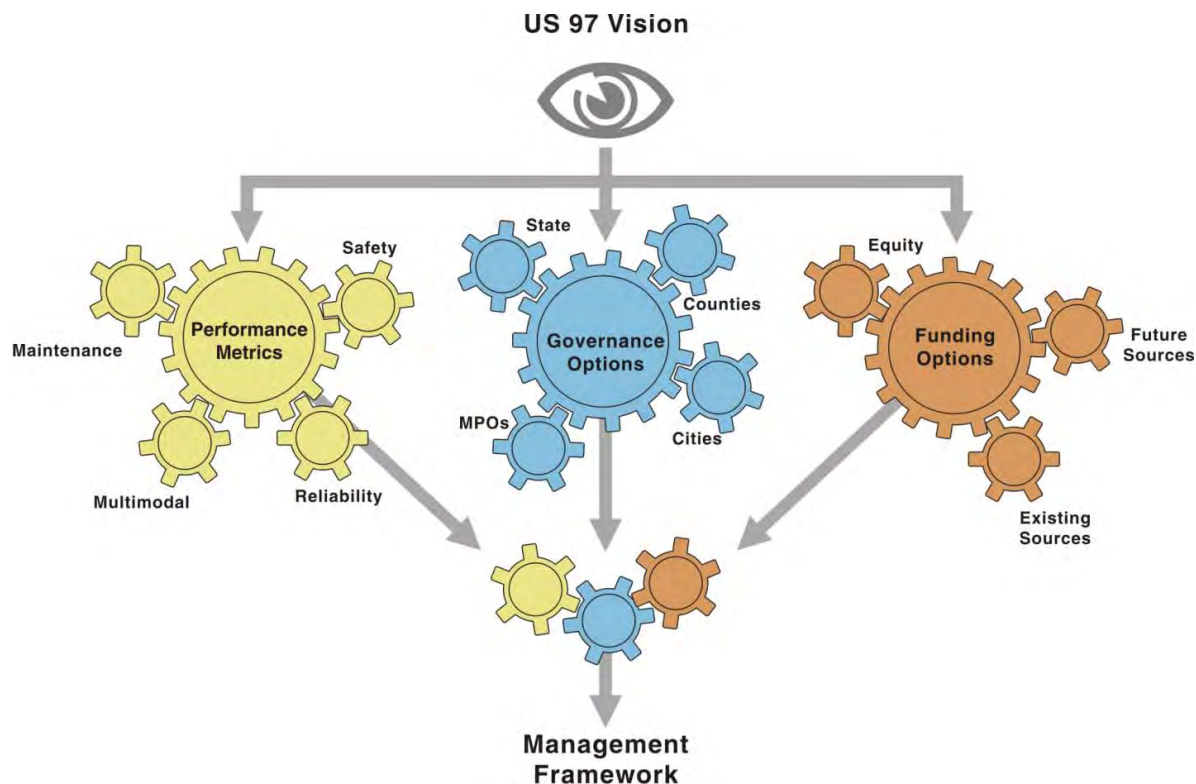 US 97 Vision
Safety
Maintenance
Performance
Metrics
Multimodal
Reliability
State
Counties
Governance
Options
MPOs
Cities
Equity
Future
Sources
Funding
Options
Existing
Sources
Management
Framework